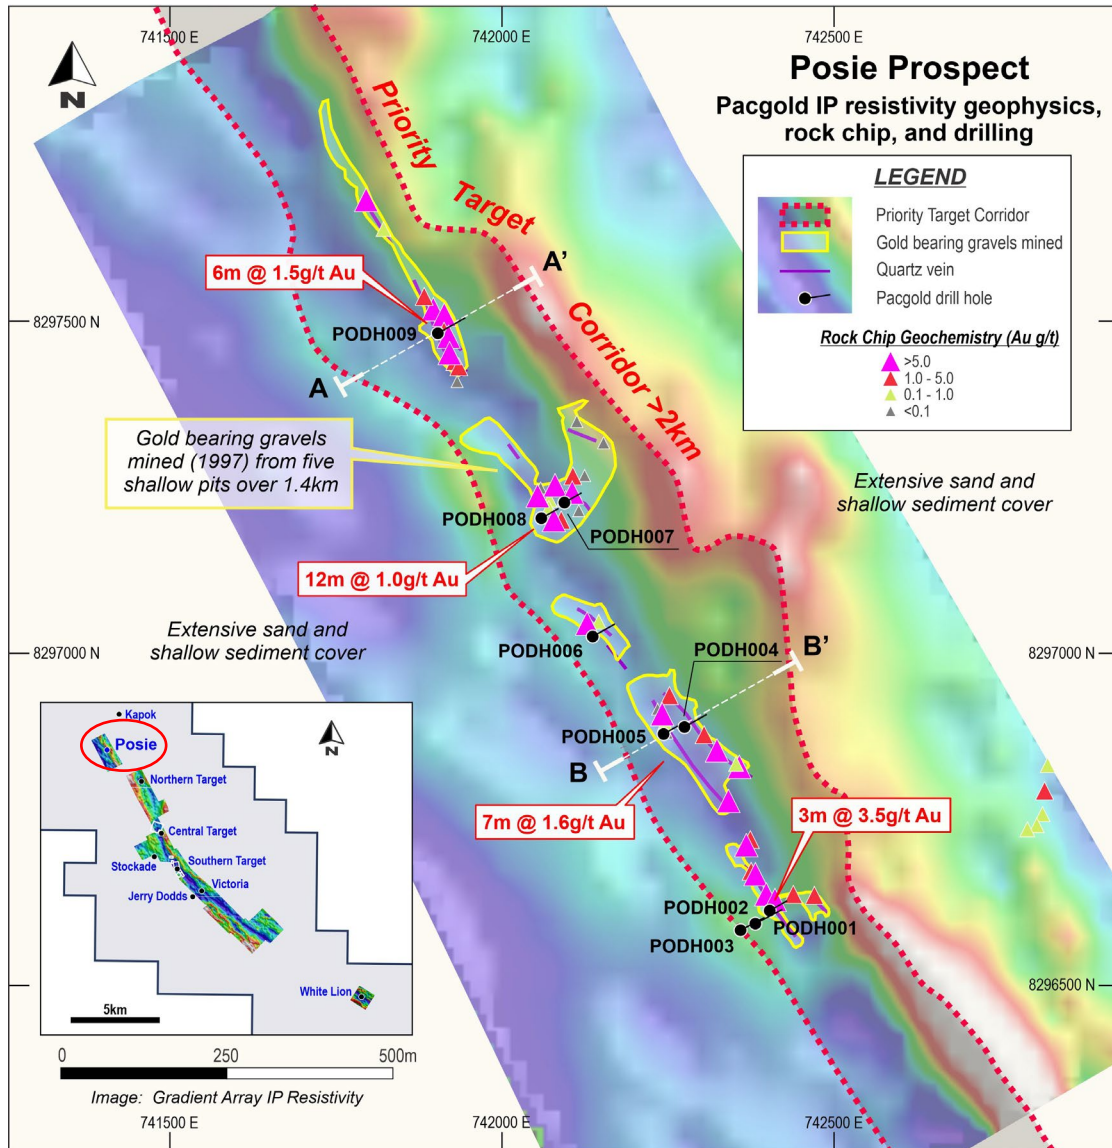 741500 E
742000 E
742500 E
N
Posie Prospect
Pacgold IP resistivity geophysics,
rock chip, and drilling
LEGEND
Priority Target Corridor
Gold bearing gravels mined
Quartz vein
Pacgold drill hole
Rock Chip Geochemistry (Au g/t)
>5.0
1.0 - 5.0
0.1 - 1.0
<0.1
Priority
Target
Corridor >2km
A'
6m @ 1.5g/t Au
8297500 N
PODH009
8297500 N
A
Gold bearing gravels
mined (1997) from five
shallow pits over 1.4km
Extensive sand and
shallow sediment cover
PODH008
PODH007
12m @ 1.0g/t Au
Extensive sand and
shallow sediment cover
PODH006
PODH004
B'
8297000 N
8297000 N
PODH005
B
7m @ 1.6g/t Au
3m @ 3.5g/t Au
PODH002
PODH001
PODH003
8296500 N
Kapok
Posie
N
Northern Target
Central Target
Stockade
Southern Target
Victoria
Jerry Dodds
White Lion
5km
0
250
500m
Image: Gradient Array IP Resistivity
741500 E
742000 E
742500 E